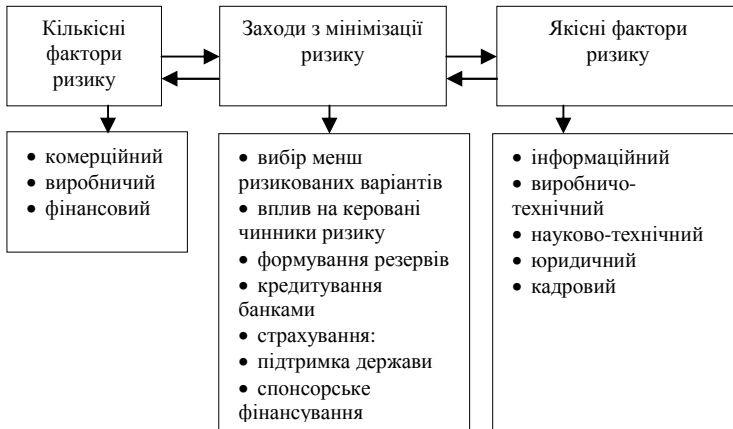 Кількісні
фактори
ризику
Заходи з мінімізації
ризику
Якісні фактори
ризику
• комерційний
• виробничий
• фінансовий
• вибір менш
ризикованих варіантів
• вплив на керовані
чинники ризику
• формування резервів
• кредитування
банками
• страхування:
• підтримка держави
• спонсорське
фінансування
• інформаційний
• виробничо-
технічний
• науково-технічний
• юридичний
• кадровий